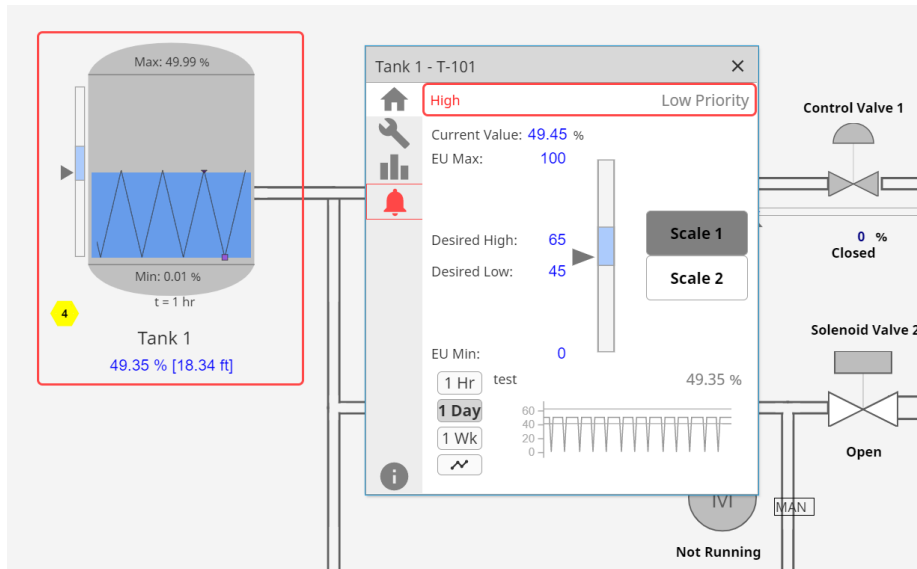 Max: 49.99 %
Min: 0.01 %
t = 1 hr
4
Tank 1
49.35 % [18.34 ft]
Tank 1 - T-101
High
Low Priority
Current Value: 49.45 %
EU Max: 100
Desired High: 65
Desired Low: 45
EU Min: 0
Scale 1
Scale 2
1 Hr
1 Day
1 Wk
test
49.35 %
60
40
20
0
i
Control Valve 1
0 %
Closed
Solenoid Valve 2
Open
MAN
Not Running